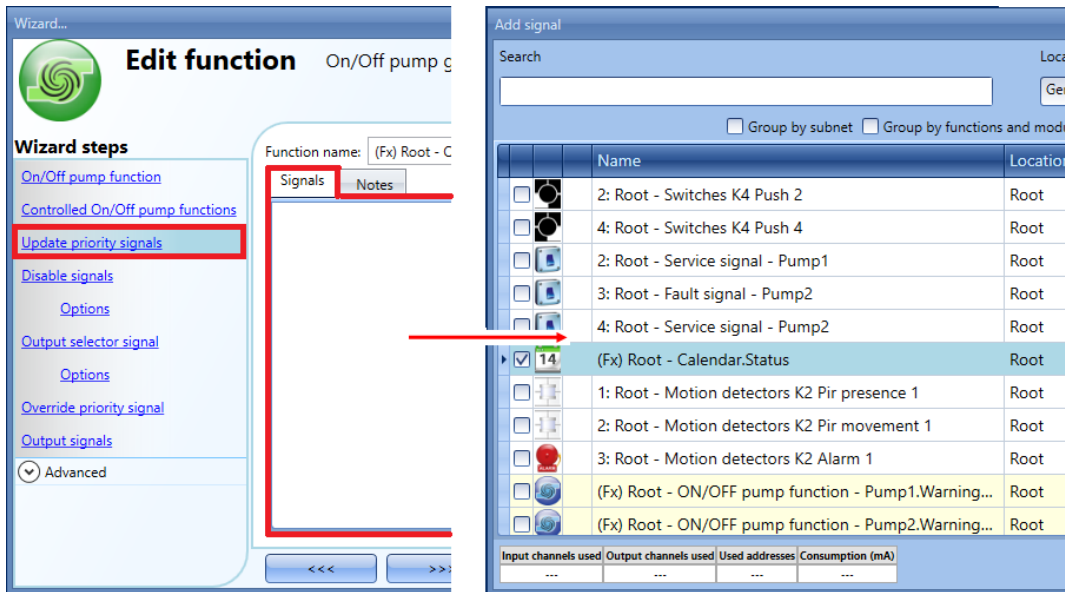 Wizard...
Edit function On/Off pump g
Wizard steps
On/Off pump function
Controlled On/Off pump functions
Update priority signals
Disable signals
Options
Output selector signal
Options
Override priority signal
Output signals
Advanced
Function name: (Fx) Root - C
Signals Notes
<<< >>>
Add signal
Search Loca
Ger
Group by subnet Group by functions and modu
Name Location
2: Root - Switches K4 Push 2 Root
4: Root - Switches K4 Push 4 Root
2: Root - Service signal - Pump1 Root
3: Root - Fault signal - Pump2 Root
4: Root - Service signal - Pump2 Root
14 (Fx) Root - Calendar.Status Root
1: Root - Motion detectors K2 Pir presence 1 Root
2: Root - Motion detectors K2 Pir movement 1 Root
ALARM 3: Root - Motion detectors K2 Alarm 1 Root
(Fx) Root - ON/OFF pump function - Pump1.Warning... Root
(Fx) Root - ON/OFF pump function - Pump2.Warning... Root
Input channels used Output channels used Used addresses Consumption (mA)
--- --- --- ---